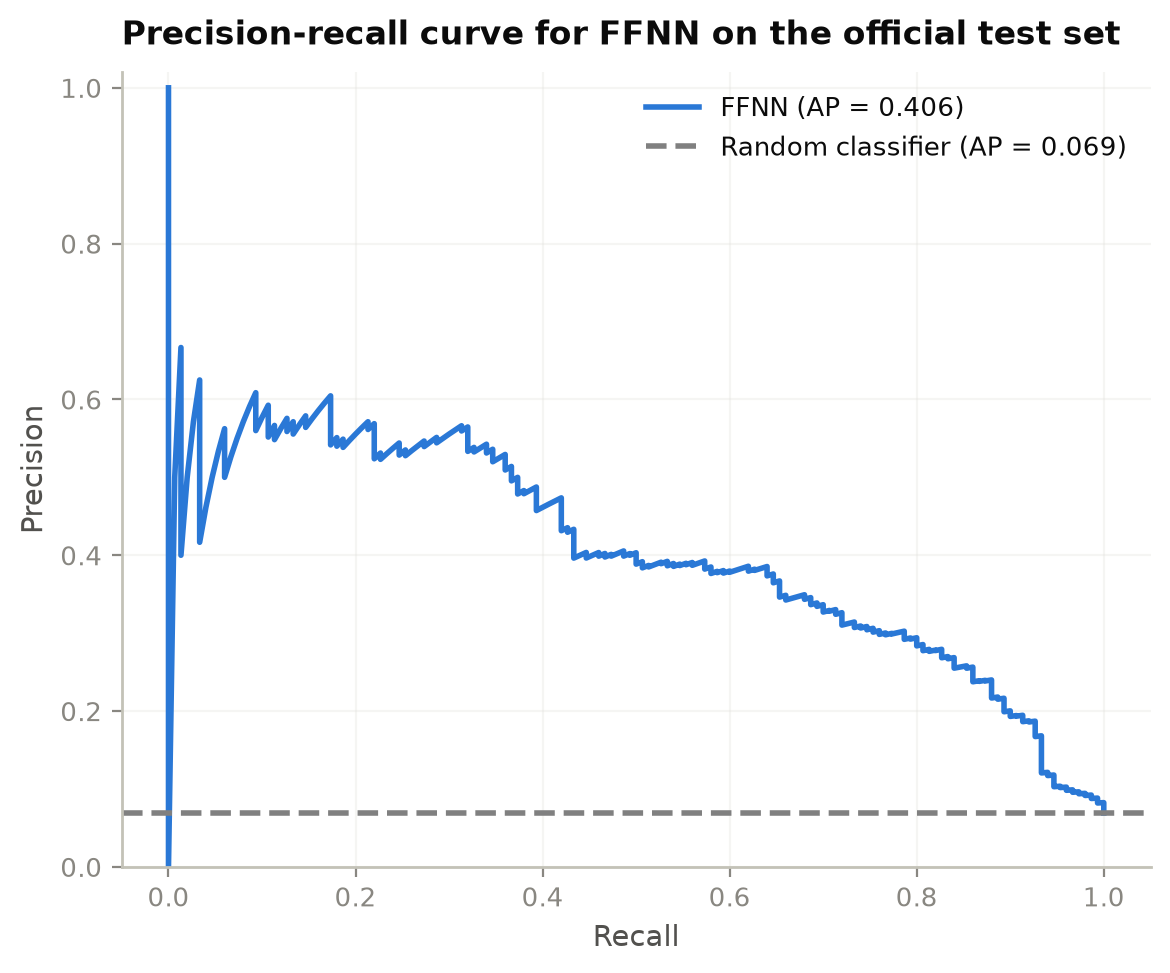 Precision-recall curve for FFNN on the official test set
FFNN (AP = 0.406)
Random classifier (AP = 0.069)
Precision
1.0
0.8
0.6
0.4
0.2
0.0
0.0 0.2 0.4 0.6 0.8 1.0
Recall